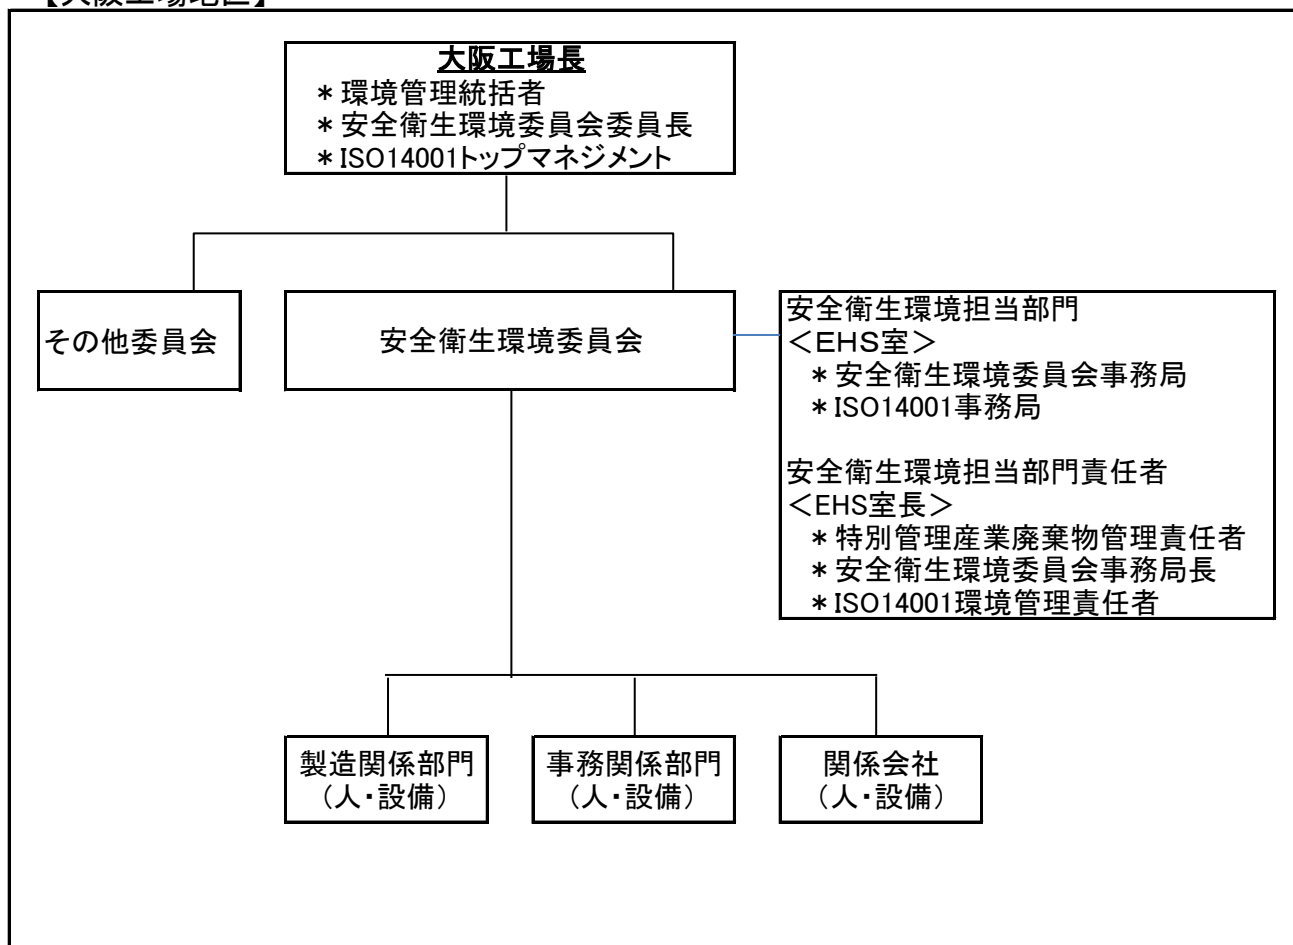 【大阪工場地区】
大阪工場長
＊環境管理統括者
＊安全衛生環境委員会委員長
＊ISO14001トップマネジメント
その他委員会
安全衛生環境委員会
安全衛生環境担当部門
＜EHS室＞
＊安全衛生環境委員会事務局
＊ISO14001事務局
安全衛生環境担当部門責任者
＜EHS室長＞
＊特別管理産業廃棄物管理責任者
＊安全衛生環境委員会事務局長
＊ISO14001環境管理責任者
製造関係部門
（人・設備）
事務関係部門
（人・設備）
関係会社
（人・設備）